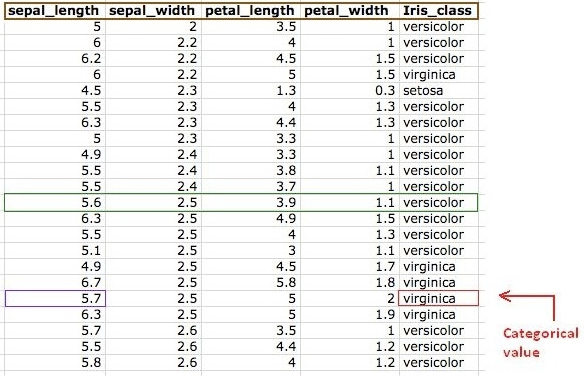 sepal_length sepal_width petal_length petal_width Iris_class
5 2 3.5 1 versicolor
6 2.2 4 1 versicolor
6.2 2.2 4.5 1.5 versicolor
6 2.2 5 1.5 virginica
4.5 2.3 1.3 0.3 setosa
5.5 2.3 4 1.3 versicolor
6.3 2.3 4.4 1.3 versicolor
5 2.3 3.3 1 versicolor
4.9 2.4 3.3 1 versicolor
5.5 2.4 3.8 1.1 versicolor
5.5 2.4 3.7 1 versicolor
5.6 2.5 3.9 1.1 versicolor
6.3 2.5 4.9 1.5 versicolor
5.5 2.5 4 1.3 versicolor
5.1 2.5 3 1.1 versicolor
4.9 2.5 4.5 1.7 virginica
6.7 2.5 5.8 1.8 virginica
5.7 2.5 5 2 virginica
6.3 2.5 5 1.9 virginica
5.7 2.6 3.5 1 versicolor
5.5 2.6 4.4 1.2 versicolor
5.8 2.6 4 1.2 versicolor
Categorical
value